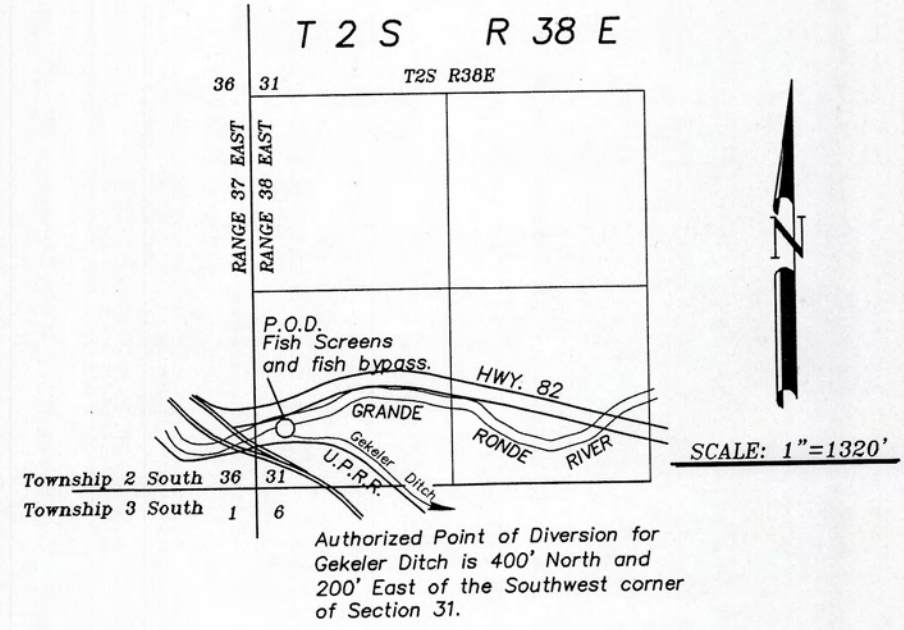 T 2 S R 38 E
T2S R38E
36 31
RANGE 37 EAST
RANGE 38 EAST
N
P.O.D.
Fish Screens
and fish bypass.
HWY. 82
GRANDE
RONDE
RIVER
Gekeler
Ditch
U.P.R.R.
SCALE: 1"=1320'
Township 2 South 36 31
Township 3 South 1 6
Authorized Point of Diversion for
Gekeler Ditch is 400' North and
200' East of the Southwest corner
of Section 31.